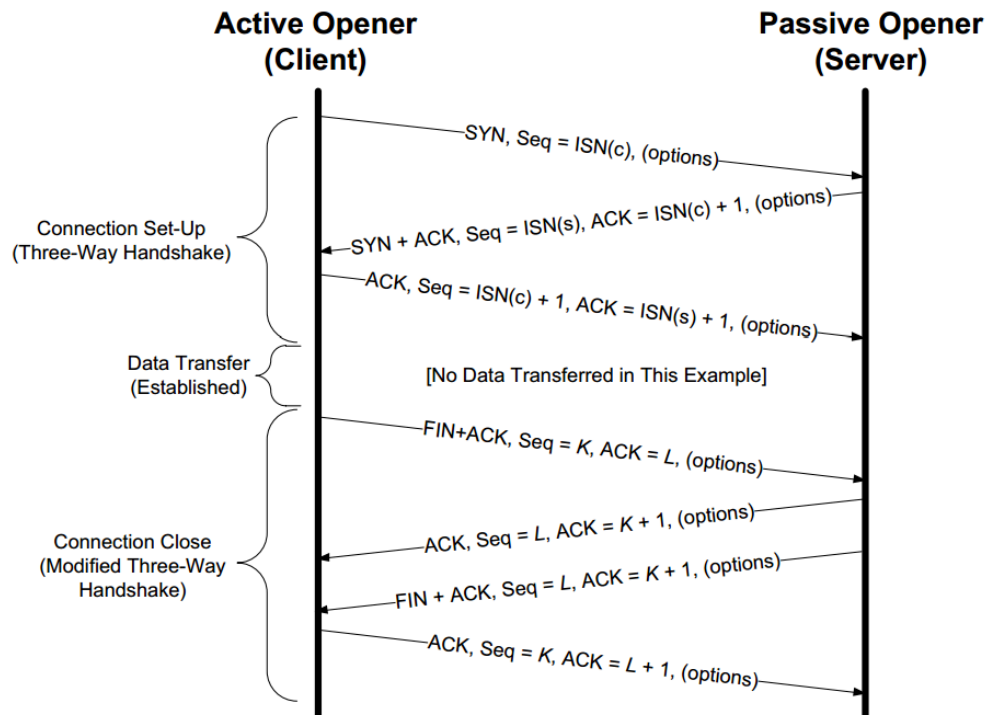 Active Opener
(Client)
Passive Opener
(Server)
SYN, Seq = ISN(c), (options)
SYN + ACK, Seq = ISN(s), ACK = ISN(c) + 1, (options)
Connection Set-Up
(Three-Way Handshake)
ACK, Seq = ISN(c) + 1, ACK = ISN(s) + 1, (options)
Data Transfer
(Established)
[No Data Transferred in This Example]
FIN+ACK, Seq = K, ACK = L, (options)
ACK, Seq = L, ACK = K + 1, (options)
Connection Close
(Modified Three-Way
Handshake)
FIN + ACK, Seq = L, ACK = K + 1, (options)
ACK, Seq = K, ACK = L + 1, (options)